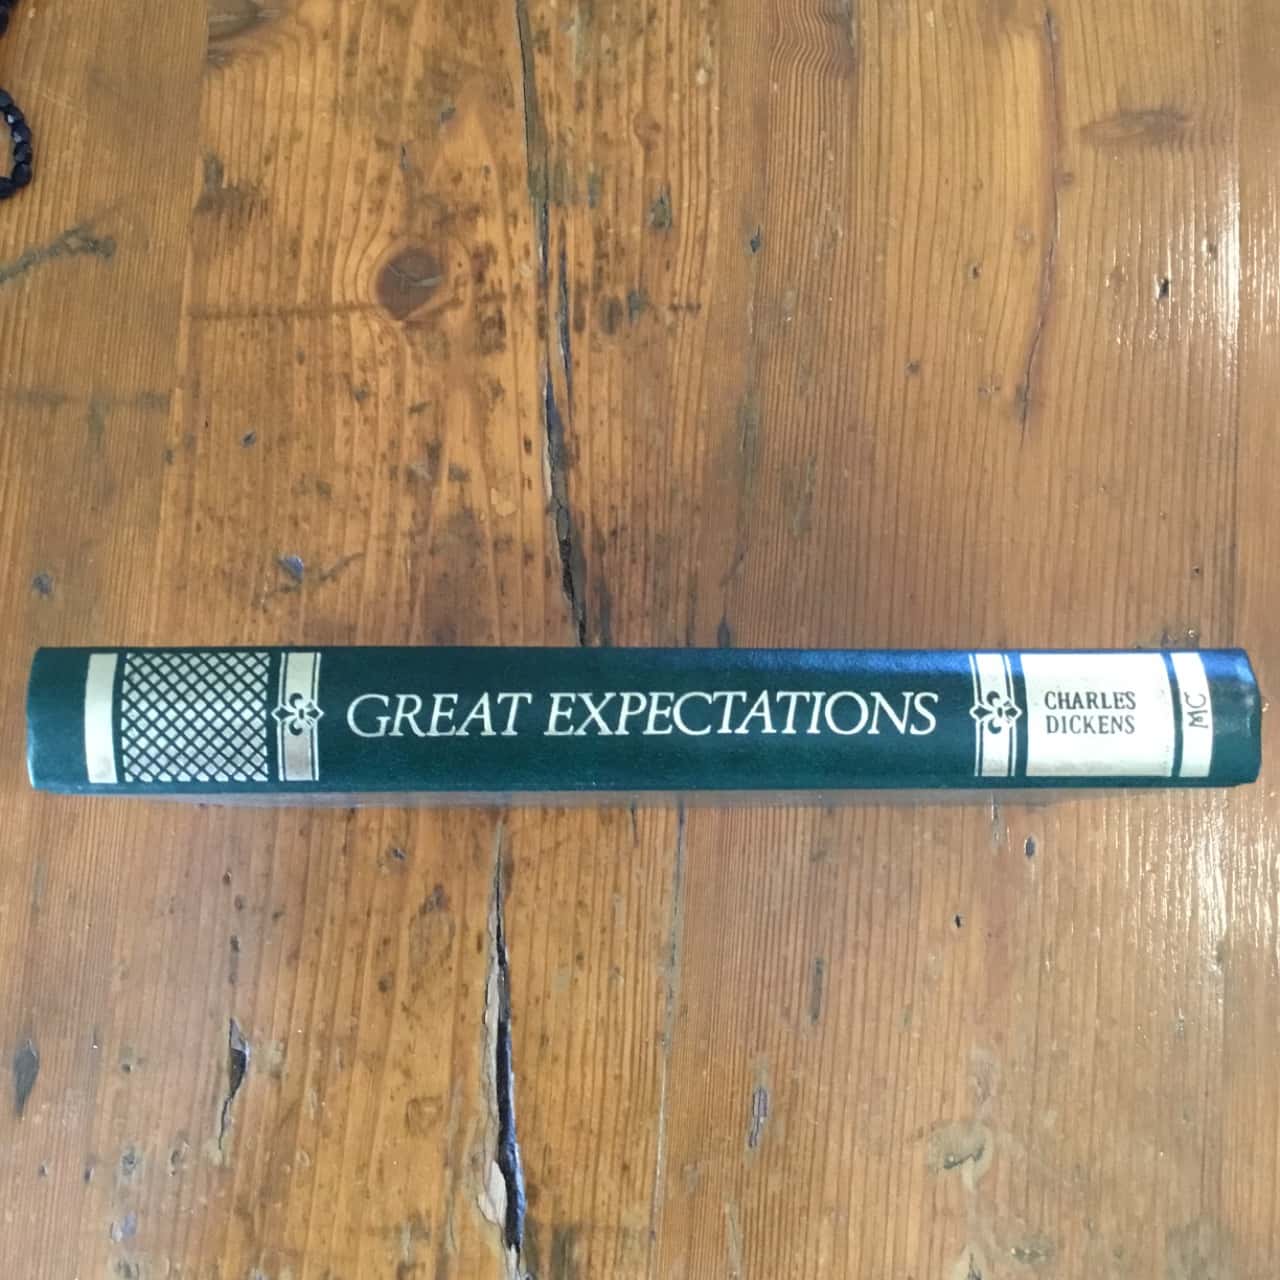 GREAT EXPECTATIONS
CHARLES
DICKENS
MC